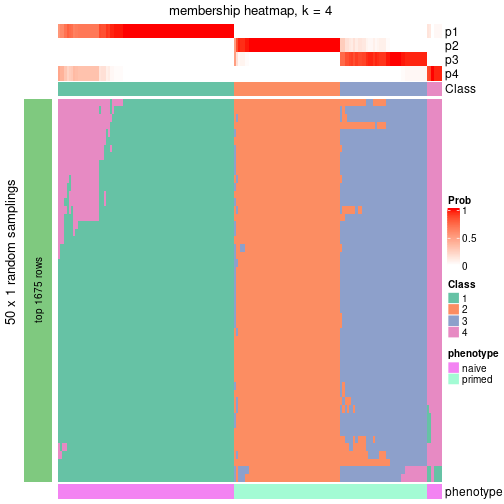 membership heatmap, k = 4
p1
p2
p3
p4
Class
50 x 1 random samplings
top 1675 rows
Prob
1
0.5
0
Class
1
2
3
4
phenotype
naive
primed
phenotype